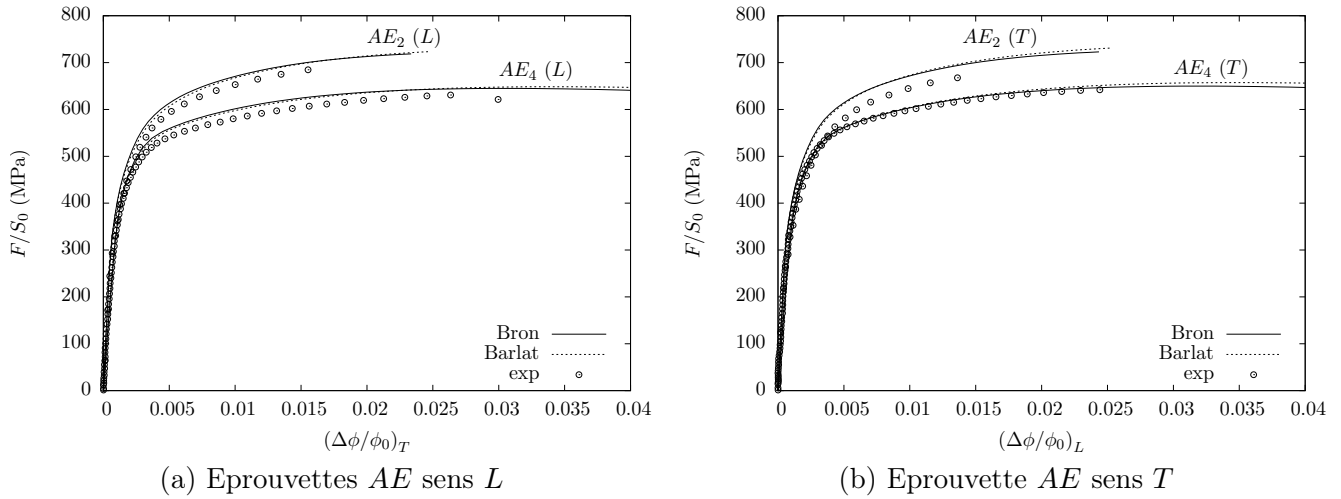 800
700
600
500
400
300
200
100
0
F/S₀ (MPa)
AE₂ (L)
AE₄ (L)
Bron
Barlat
exp
0 0.005 0.01 0.015 0.02 0.025 0.03 0.035 0.04
(Δϕ/ϕ₀)_T
(a) Eprouvettes AE sens L
800
700
600
500
400
300
200
100
0
F/S₀ (MPa)
AE₂ (T)
AE₄ (T)
Bron
Barlat
exp
0 0.005 0.01 0.015 0.02 0.025 0.03 0.035 0.04
(Δϕ/ϕ₀)_L
(b) Eprouvette AE sens T